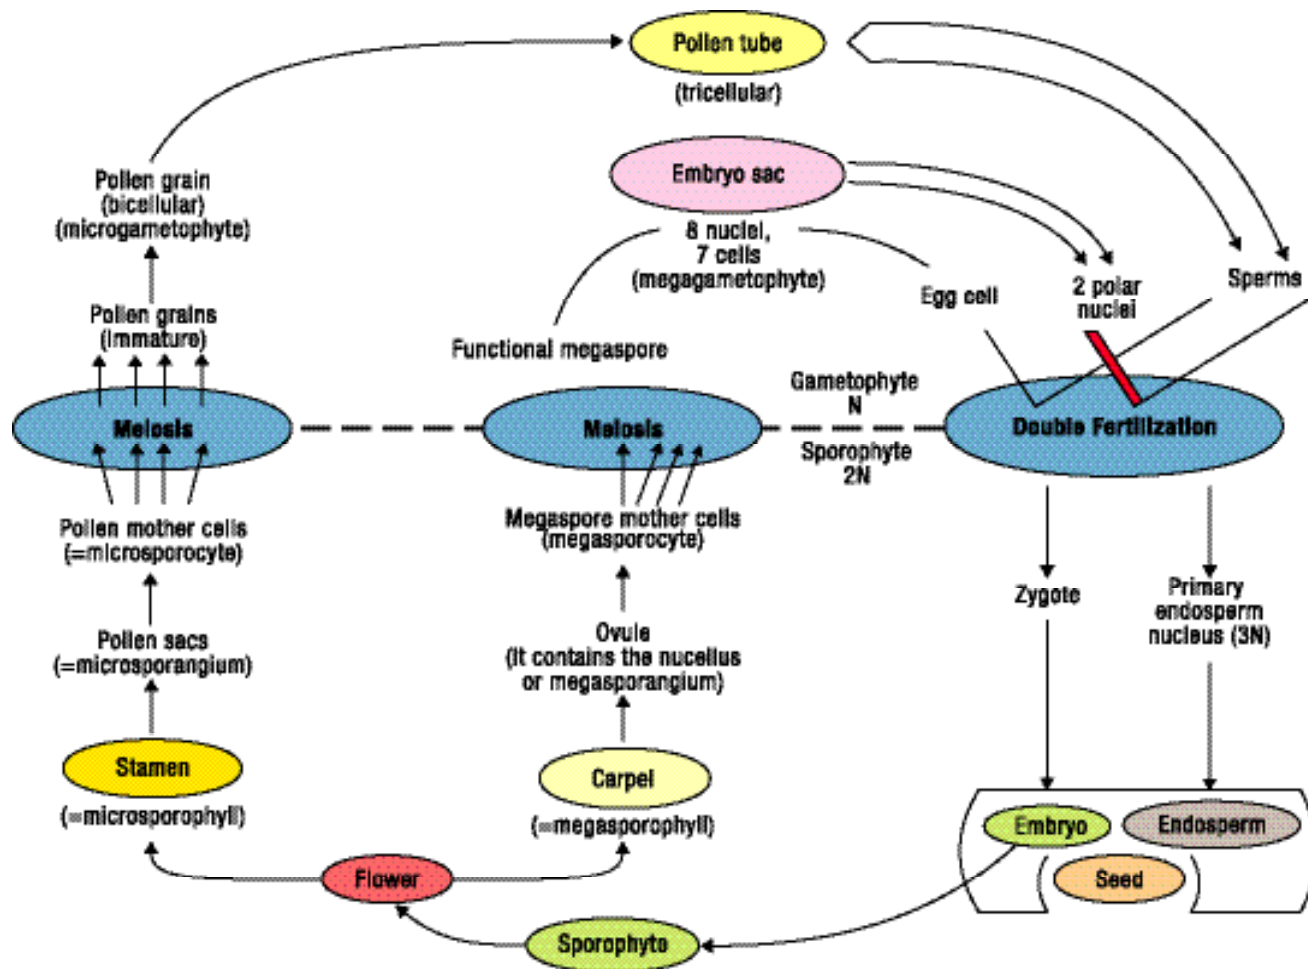 Pollen tube
(tricellular)
Embryo sac
8 nuclei,
7 cells
(megagametophyte)
Pollen grain
(bicellular)
(microgametophyte)
Egg cell
2 polar
nuclei
Sperms
Pollen grains
(immature)
Functional megaspore
Gametophyte
N
Meiosis
Meiosis
Double Fertilization
Sporophyte
2N
Pollen mother cells
(=microsporocyte)
Megaspore mother cells
(megasporocyte)
Zygote
Primary
endosperm
nucleus (3N)
Pollen sacs
(=microsporangium)
Ovule
(It contains the nucellus
or megasporangium)
Stamen
(=microsporophyll)
Carpel
(=megasporophyll)
Embryo
Endosperm
Seed
Flower
Sporophyte